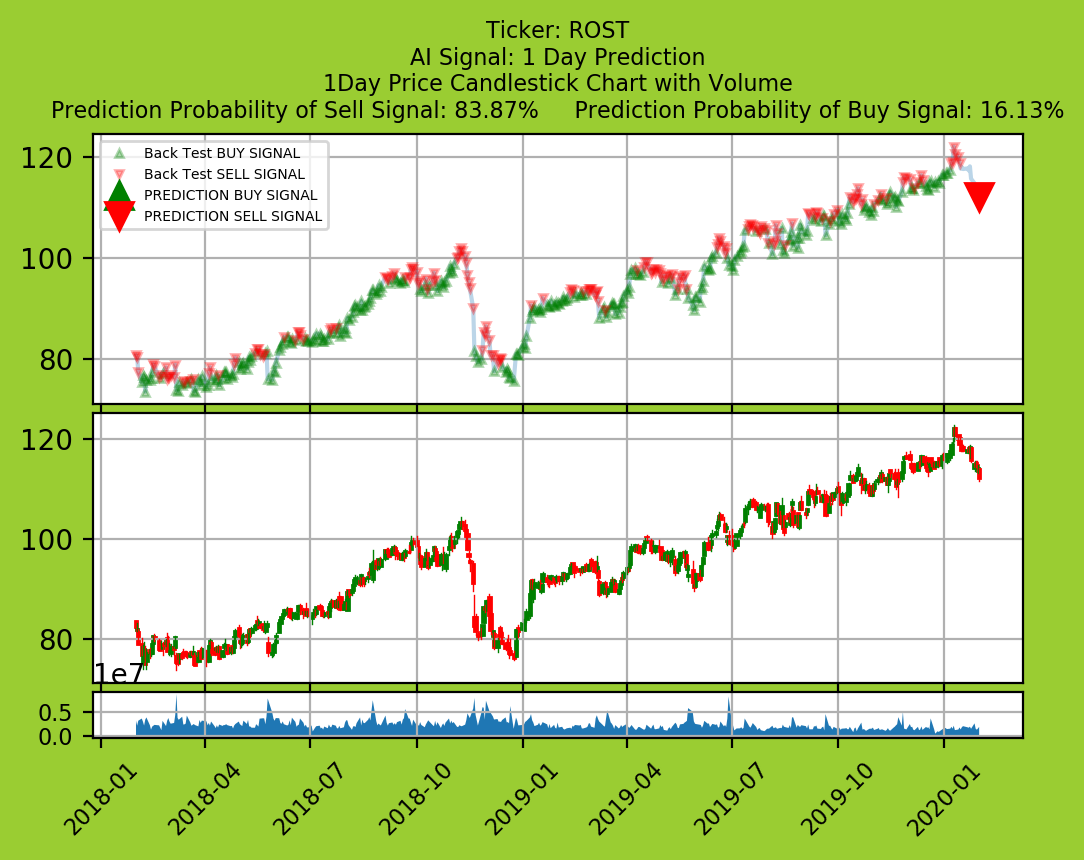 Ticker: ROST
AI Signal: 1 Day Prediction
1Day Price Candlestick Chart with Volume
Prediction Probability of Sell Signal: 83.87%    Prediction Probability of Buy Signal: 16.13%
Back Test BUY SIGNAL
Back Test SELL SIGNAL
PREDICTION BUY SIGNAL
PREDICTION SELL SIGNAL
120
100
80
120
100
80
1e7
0.5
0.0
2018-01
2018-04
2018-07
2018-10
2019-01
2019-04
2019-07
2019-10
2020-01